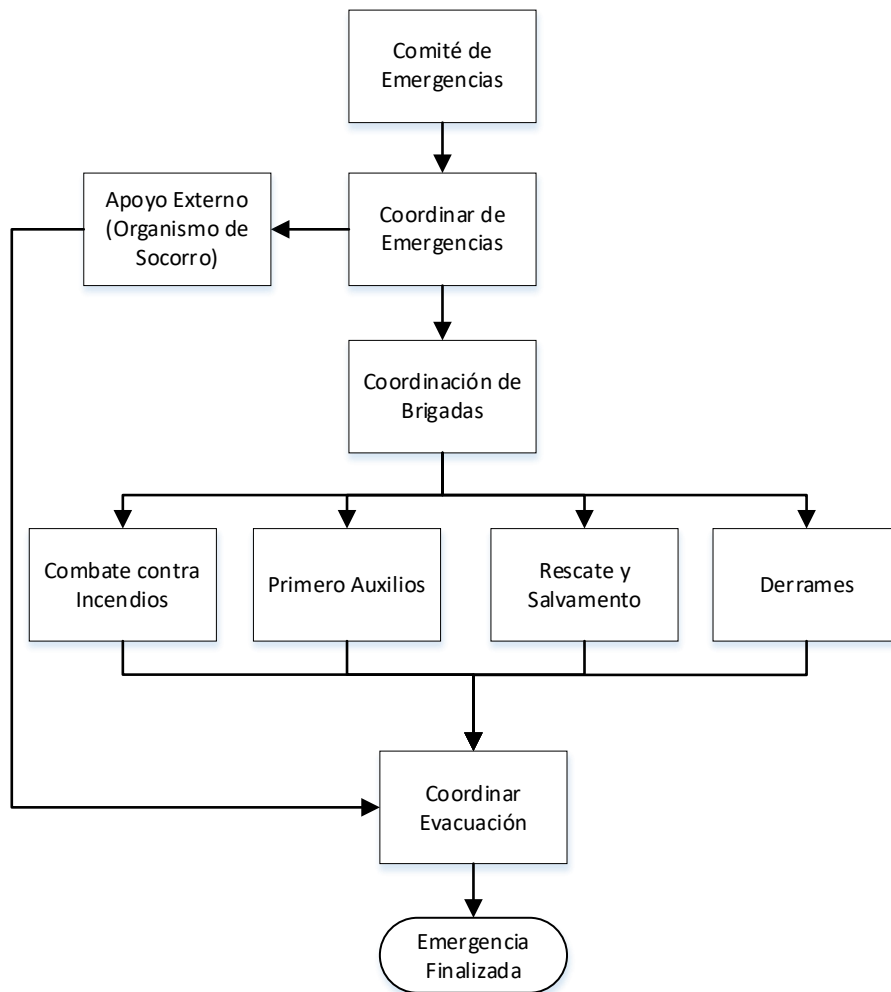 Comité de
Emergencias
Apoyo Externo
(Organismo de
Socorro)
Coordinar de
Emergencias
Coordinación de
Brigadas
Combate contra
Incendios
Primero Auxilios
Rescate y
Salvamento
Derrames
Coordinar
Evacuación
Emergencia
Finalizada